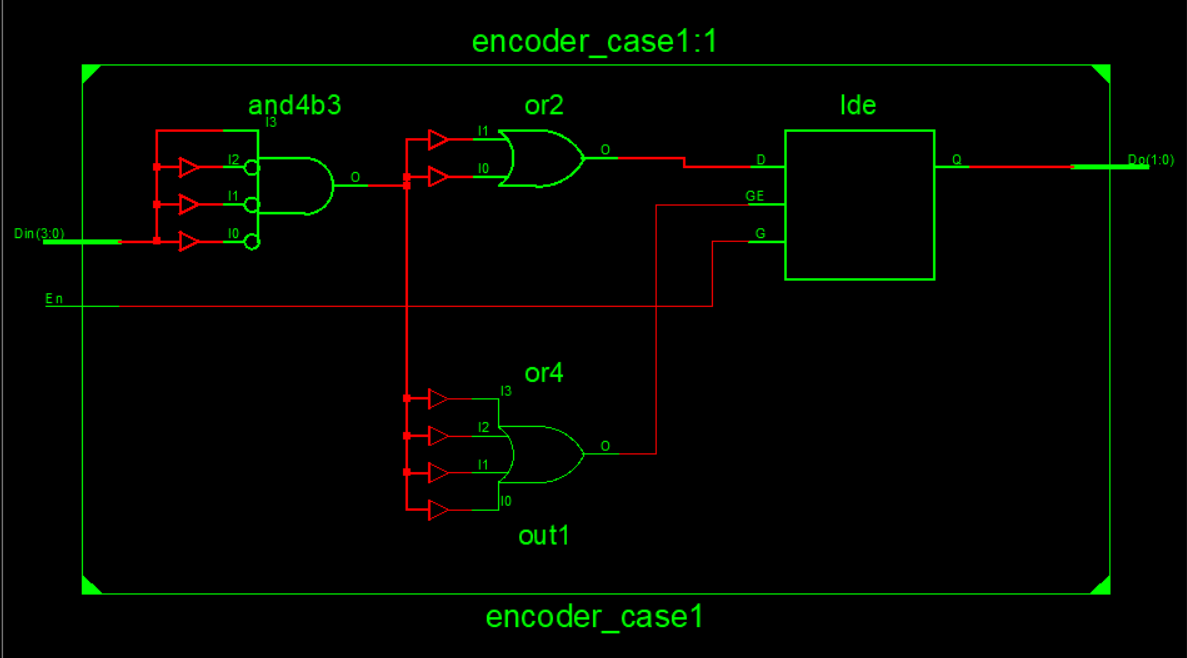 encoder_case1:1
and4b3
or2
lde
I3
I2
I1
I0
O
I1
I0
O
D
GE
G
Q
Do(1:0)
Din(3:0)
En
or4
I3
I2
I1
I0
O
out1
encoder_case1